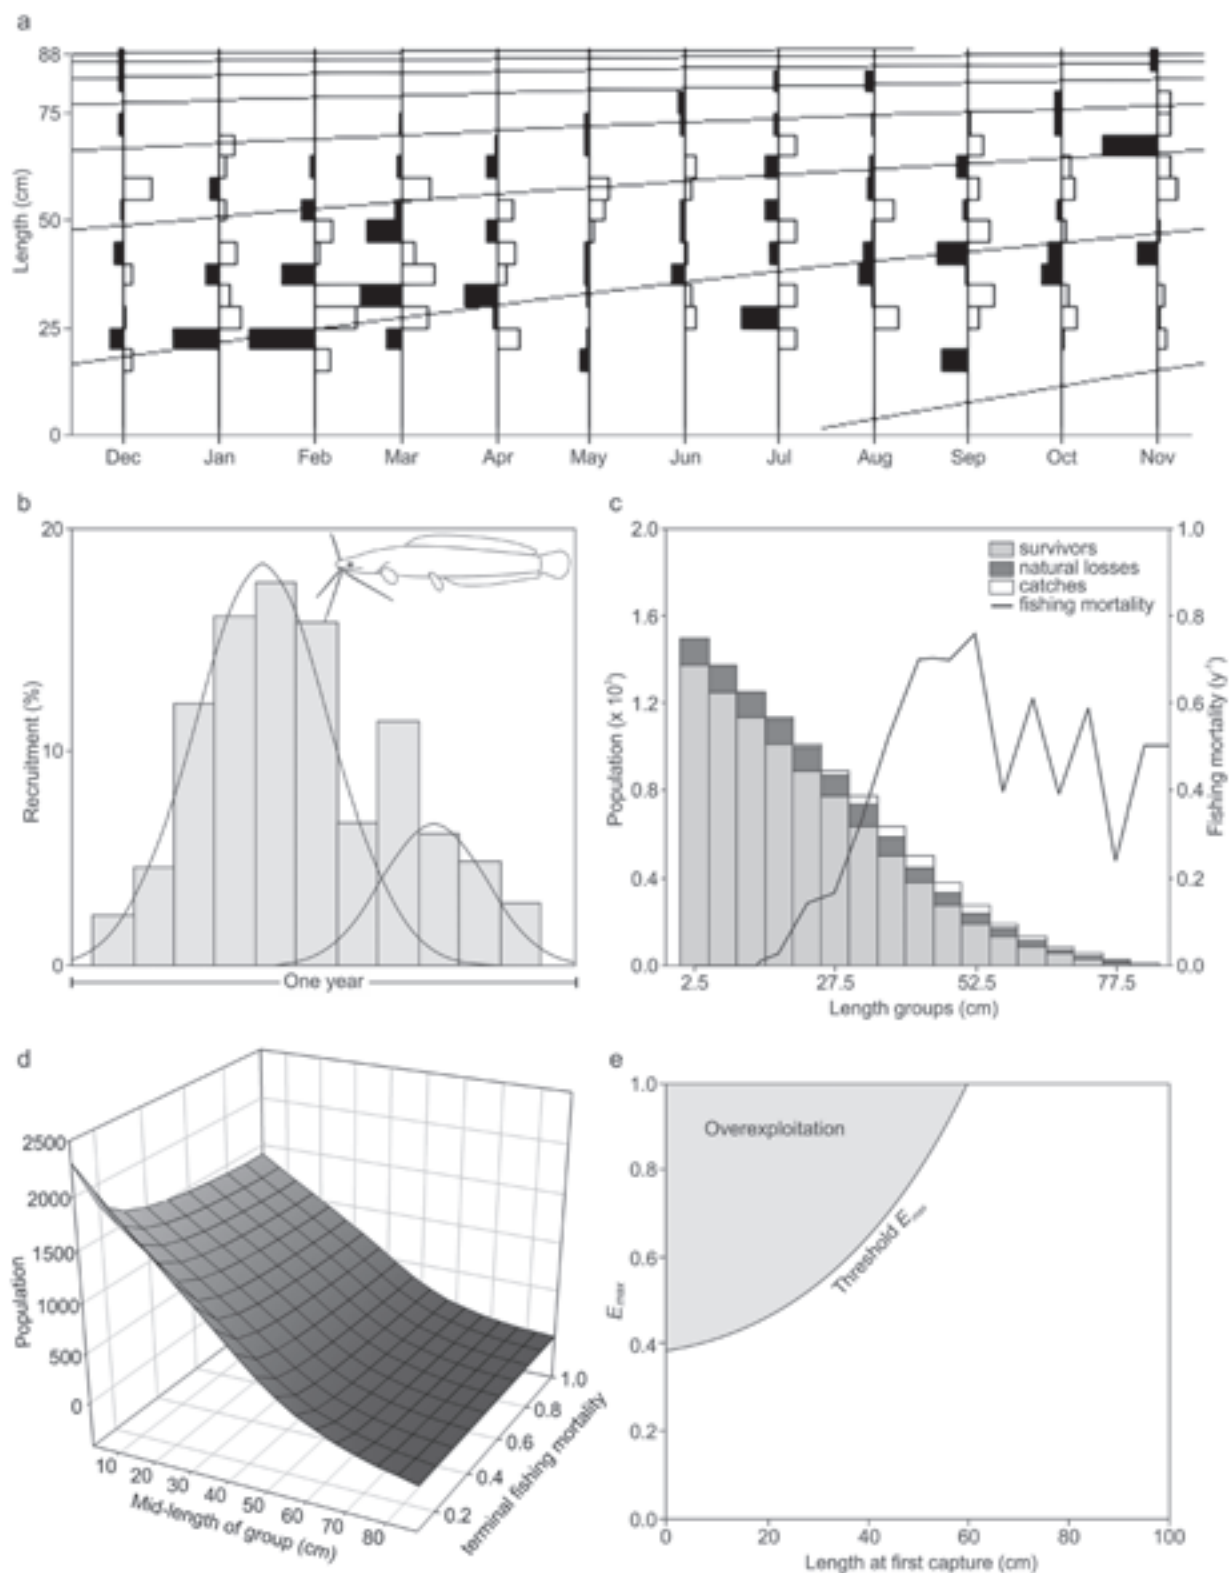 a
88
75
50
25
0
Length (cm)
Dec Jan Feb Mar Apr May Jun Jul Aug Sep Oct Nov
b
20
10
0
Recruitment (%)
One year
c
2.0
1.6
1.2
0.8
0.4
0.0
Population (x 10³)
survivors
natural losses
catches
fishing mortality
1.0
0.8
0.6
0.4
0.2
0.0
Fishing mortality (y⁻¹)
2.5 27.5 52.5 77.5
Length groups (cm)
d
2500
2000
1500
1000
500
0
Population
10 20 30 40 50 60 70 80
Mid-length of group (cm)
1.0
0.8
0.6
0.4
0.2
terminal fishing mortality
e
1.0
0.8
0.6
0.4
0.2
0.0
Emax
Overexploitation
Threshold E
0 20 40 60 80 100
Length at first capture (cm)